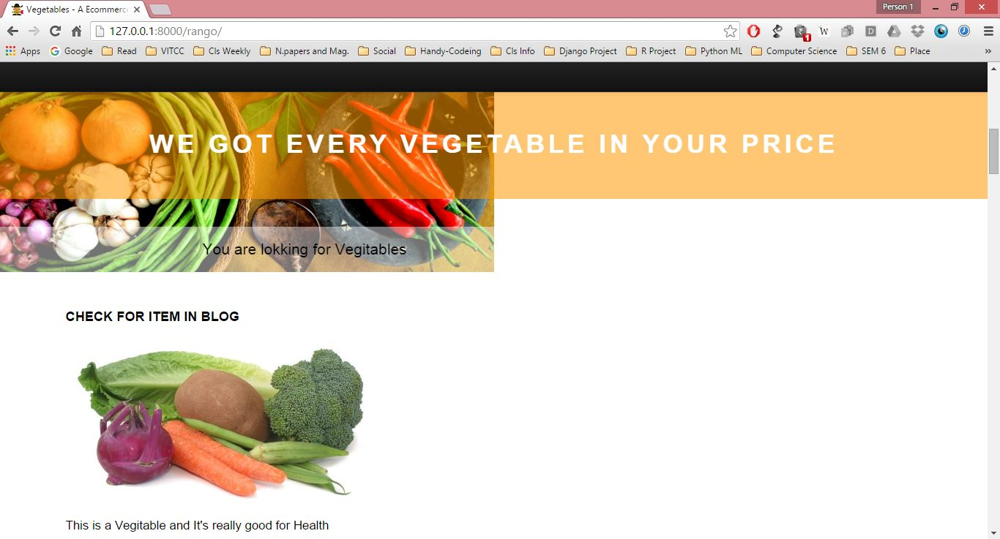 Vegetables - A Ecommerc
Person 1
127.0.0.1:8000/rango/
W
1
D
Apps
Google
Read
VITCC
Cls Weekly
N.papers and Mag.
Social
Handy-Codeing
Cls Info
Django Project
R Project
Python ML
Computer Science
SEM 6
Place
WE GOT EVERY VEGETABLE IN YOUR PRICE
You are lokking for Vegitables
CHECK FOR ITEM IN BLOG
This is a Vegitable and It's really good for Health